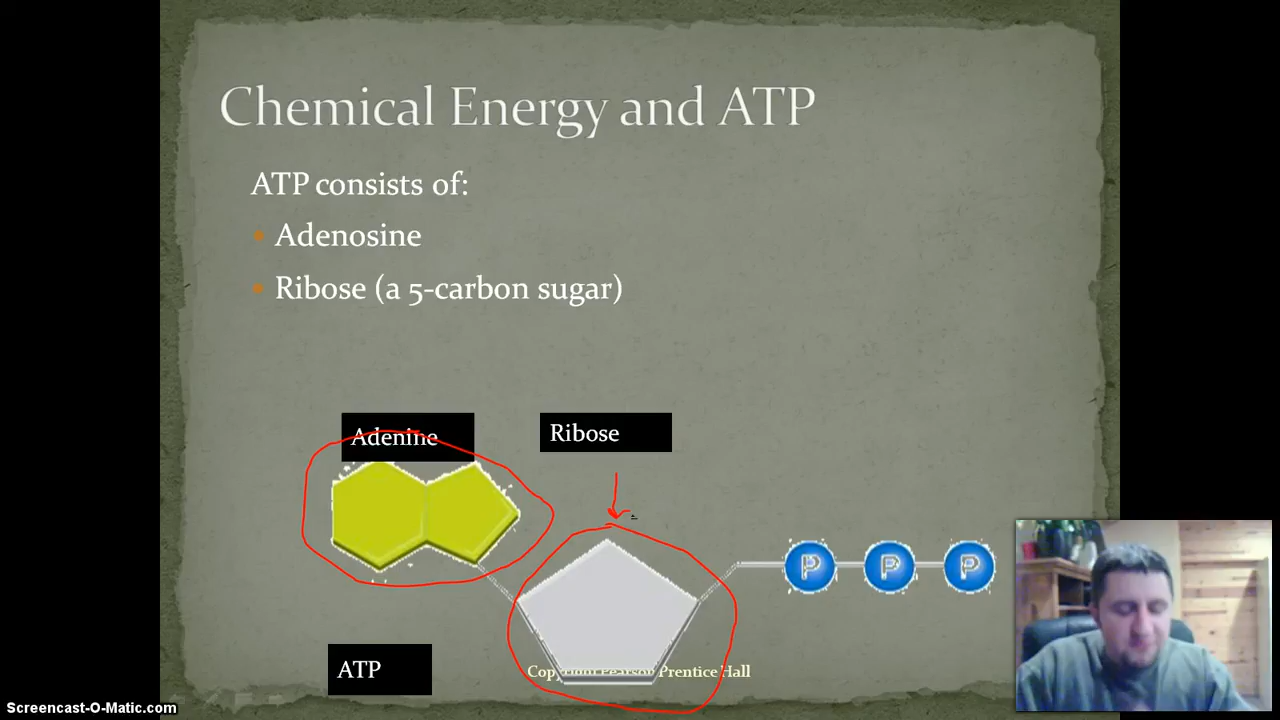 Chemical Energy and ATP
ATP consists of:
Adenosine
Ribose (a 5-carbon sugar)
Adenine
Ribose
P P P
ATP
Copyright Pearson Prentice Hall
Screencast-O-Matic.com